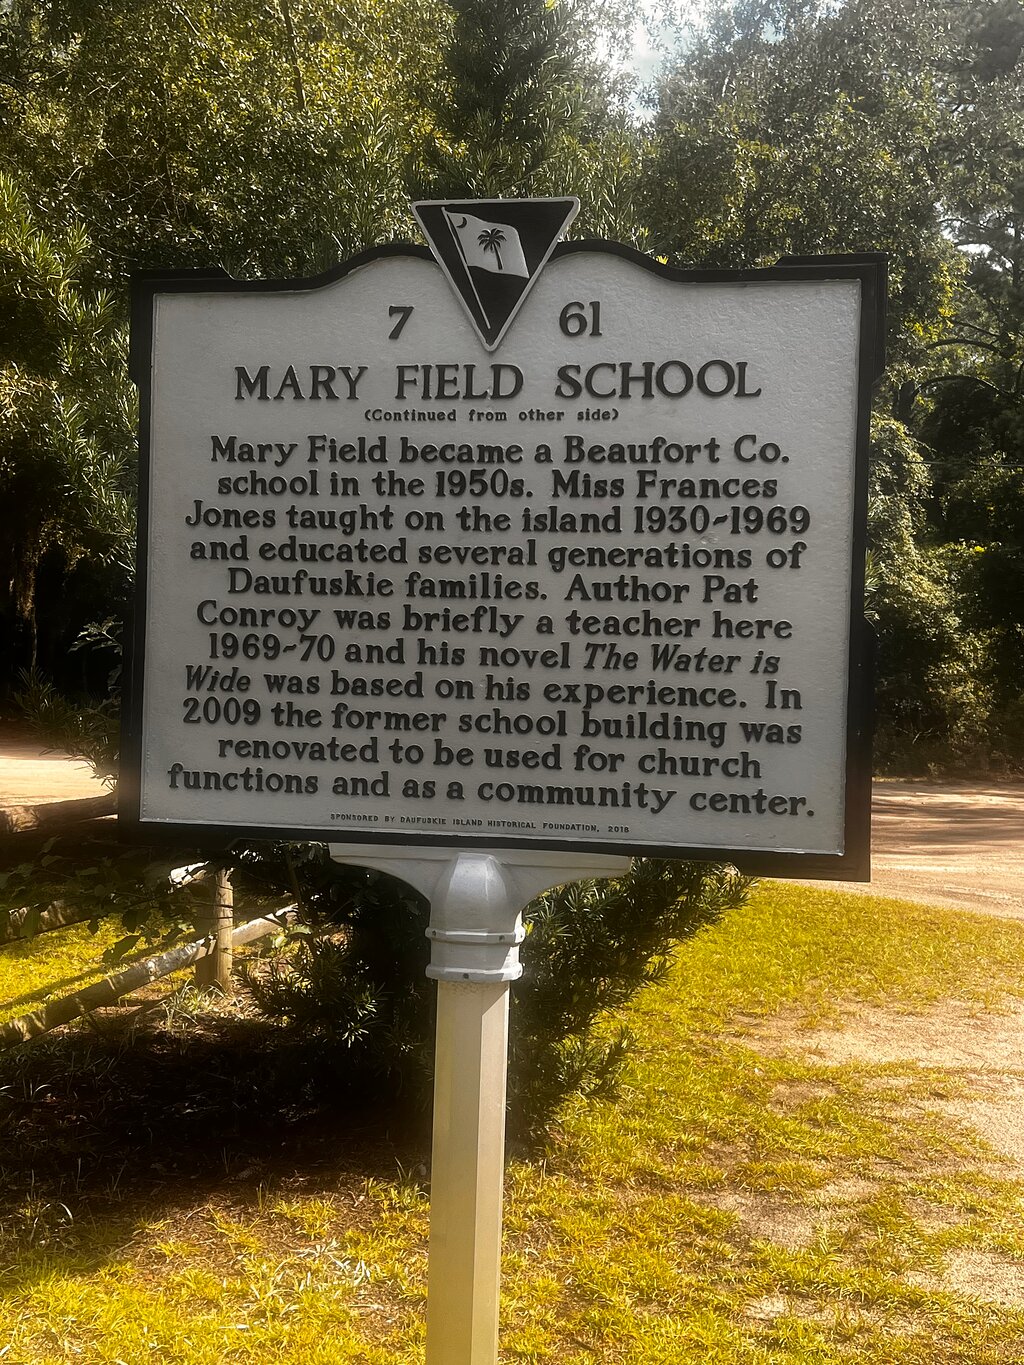 7 61
MARY FIELD SCHOOL
(Continued from other side)
Mary Field became a Beaufort Co.
school in the 1950s. Miss Frances
Jones taught on the island 1930-1969
and educated several generations of
Daufuskie families. Author Pat
Conroy was briefly a teacher here
1969-70 and his novel The Water is
Wide was based on his experience. In
2009 the former school building was
renovated to be used for church
functions and as a community center.
SPONSORED BY DAUFUSKIE ISLAND HISTORICAL FOUNDATION, 2018